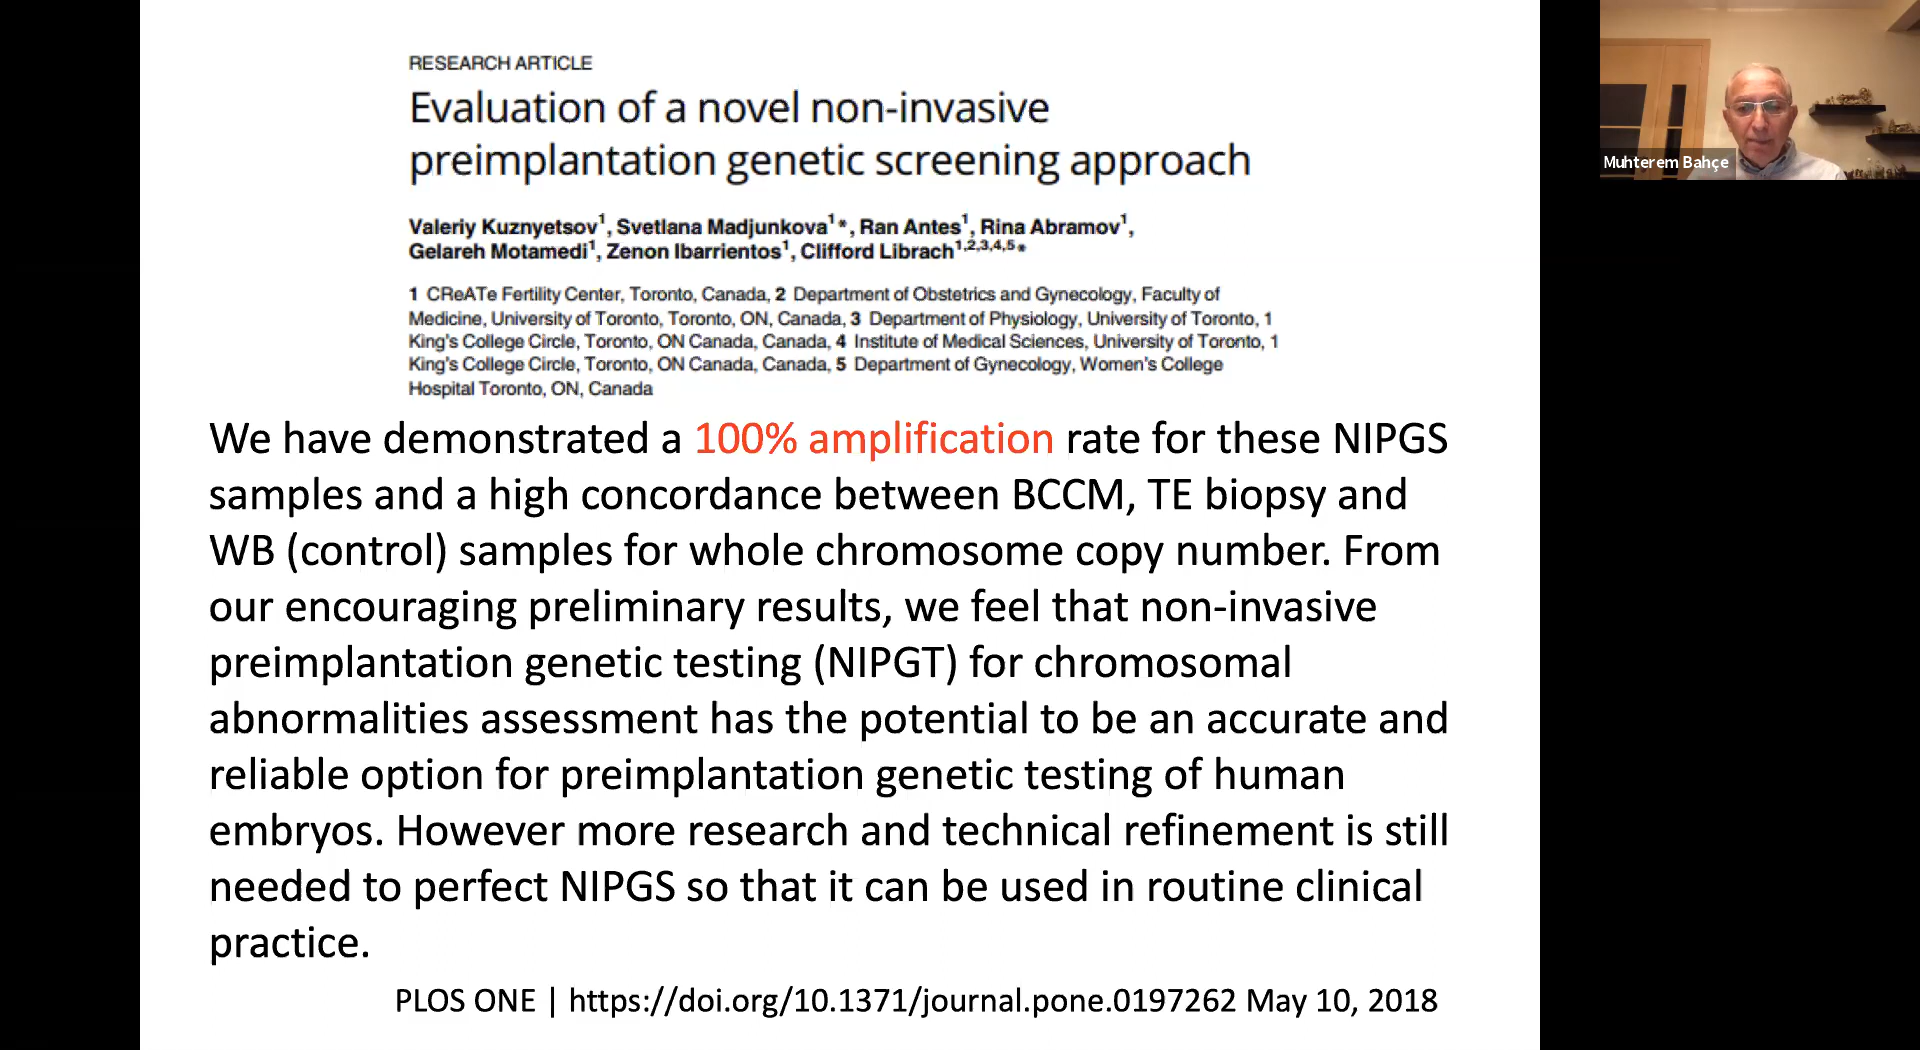 RESEARCH ARTICLE
Evaluation of a novel non-invasive
preimplantation genetic screening approach
Valeriy Kuznyetsov1, Svetlana Madjunkova1*, Ran Antes1, Rina Abramov1,
Gelareh Motamedi1, Zenon Ibarrientos1, Clifford Librach1,2,3,4,5*
1 CReATe Fertility Center, Toronto, Canada, 2 Department of Obstetrics and Gynecology, Faculty of
Medicine, University of Toronto, Toronto, ON, Canada, 3 Department of Physiology, University of Toronto, 1
King's College Circle, Toronto, ON Canada, Canada, 4 Institute of Medical Sciences, University of Toronto, 1
King's College Circle, Toronto, ON Canada, Canada, 5 Department of Gynecology, Women's College
Hospital Toronto, ON, Canada
We have demonstrated a 100% amplification rate for these NIPGS
samples and a high concordance between BCCM, TE biopsy and
WB (control) samples for whole chromosome copy number. From
our encouraging preliminary results, we feel that non-invasive
preimplantation genetic testing (NIPGT) for chromosomal
abnormalities assessment has the potential to be an accurate and
reliable option for preimplantation genetic testing of human
embryos. However more research and technical refinement is still
needed to perfect NIPGS so that it can be used in routine clinical
practice.
PLOS ONE | https://doi.org/10.1371/journal.pone.0197262 May 10, 2018
Muhterem Bahçe